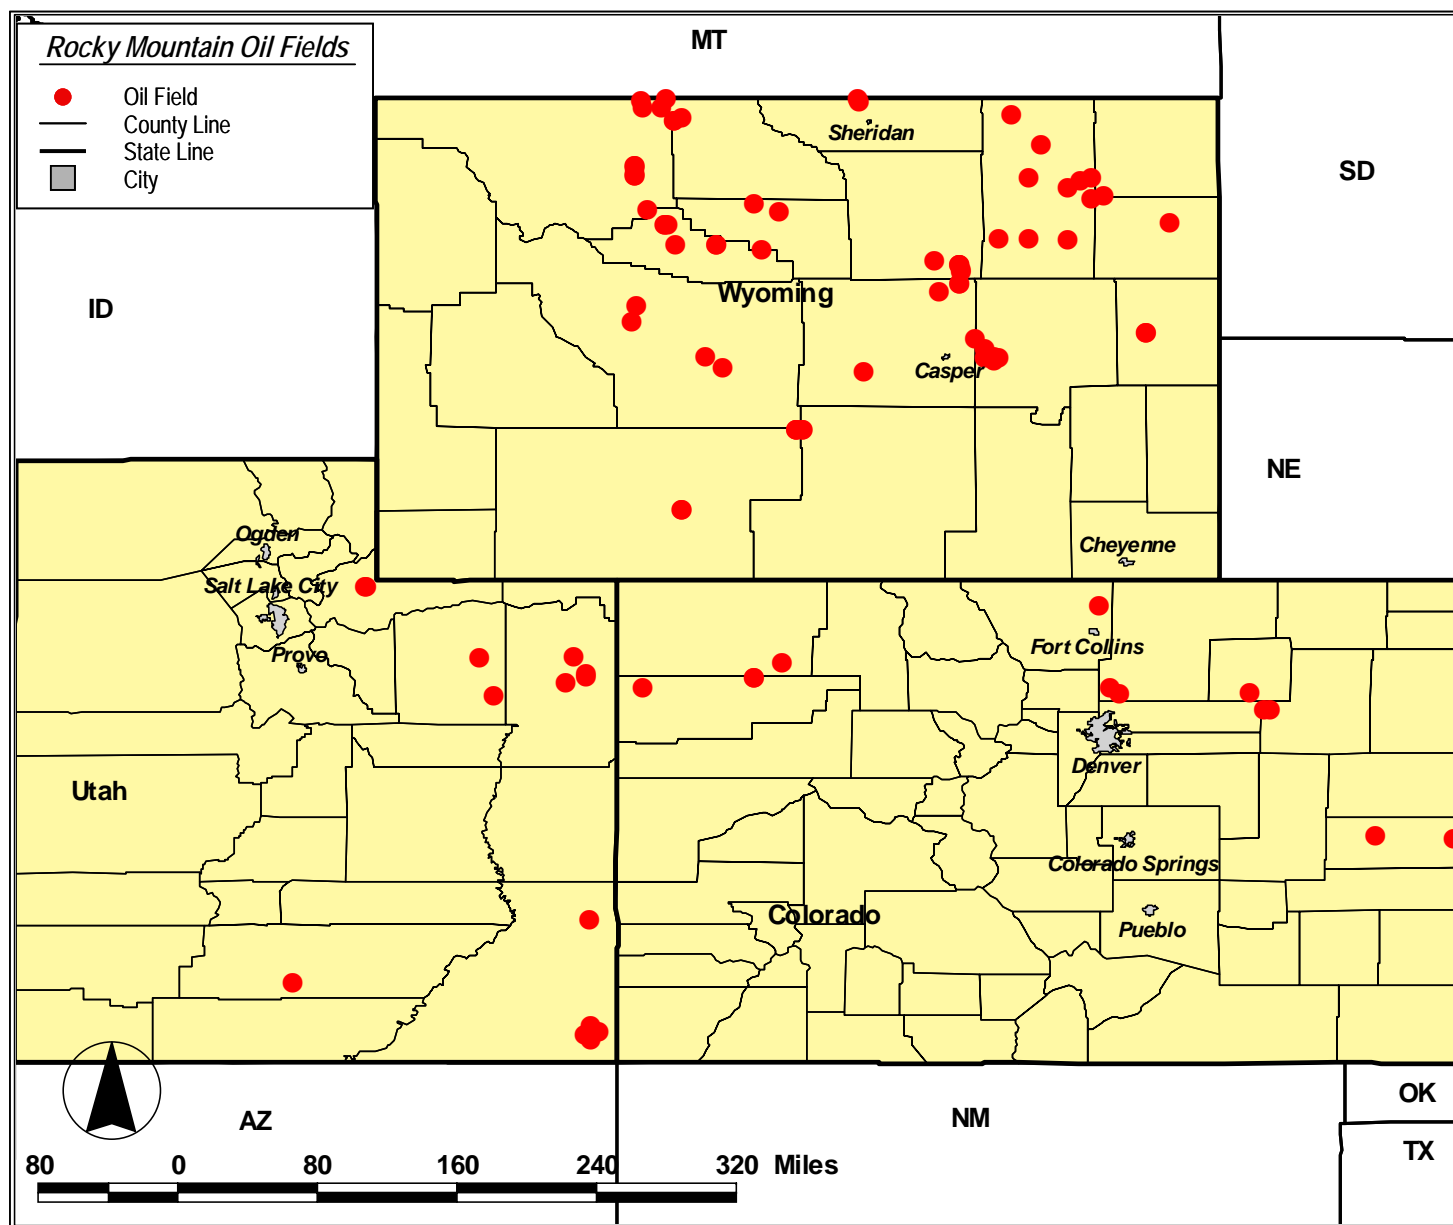 Rocky Mountain Oil Fields
Oil Field
County Line
State Line
City
MT
Sheridan
SD
Wyoming
ID
Casper
NE
Ogden
Cheyenne
Salt Lake City
Fort Collins
Provo
Denver
Utah
Colorado Springs
Colorado
Pueblo
OK
AZ
NM
TX
80 0 80 160 240 320 Miles